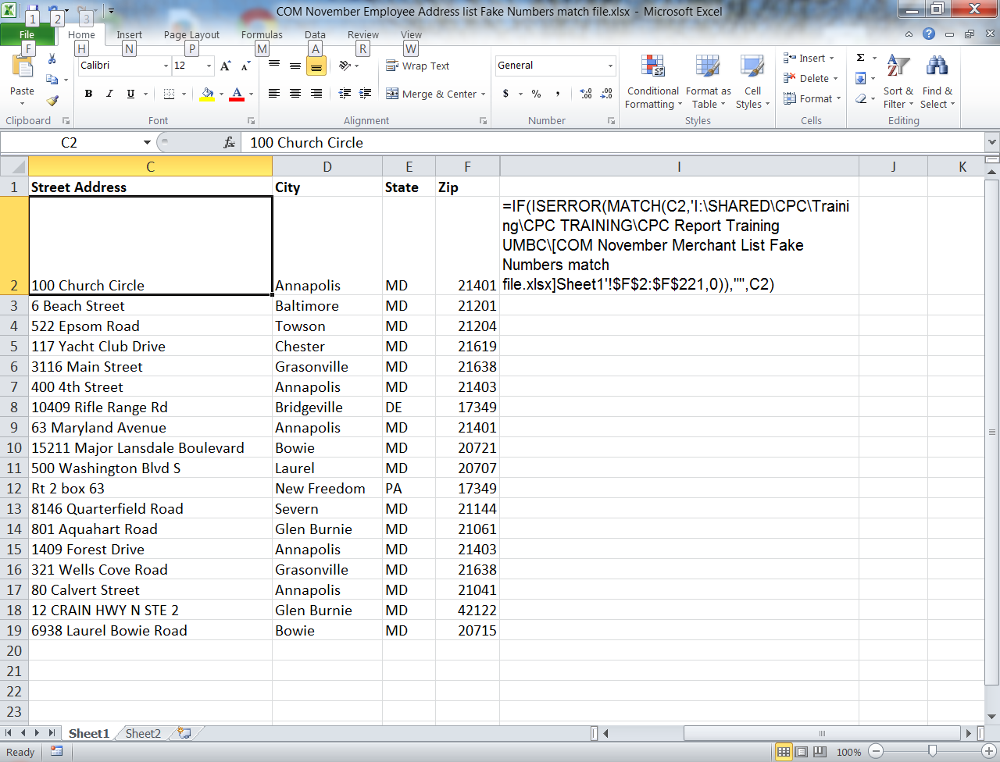 COM November Employee Address list Fake Numbers match file.xlsx - Microsoft Excel
1 2 3
File Home Insert Page Layout Formulas Data Review View
F H N P M A R W
Paste
Calibri 12
B I U A
Wrap Text
Merge & Center
General
$ % ,
Conditional Formatting
Format as Table
Cell Styles
Insert
Delete
Format
Σ
Sort & Filter
Find & Select
Clipboard Font Alignment Number Styles Cells Editing
C2 fx 100 Church Circle
C D E F I J K
1 Street Address City State Zip
=IF(ISERROR(MATCH(C2,'I:\SHARED\CPC\Traini
ng\CPC TRAINING\CPC Report Training
UMBC\[COM November Merchant List Fake
Numbers match
file.xlsx]Sheet1'!$F$2:$F$221,0)),"",C2)
2 100 Church Circle Annapolis MD 21401
3 6 Beach Street Baltimore MD 21201
4 522 Epsom Road Towson MD 21204
5 117 Yacht Club Drive Chester MD 21619
6 3116 Main Street Grasonville MD 21638
7 400 4th Street Annapolis MD 21403
8 10409 Rifle Range Rd Bridgeville DE 17349
9 63 Maryland Avenue Annapolis MD 21401
10 15211 Major Lansdale Boulevard Bowie MD 20721
11 500 Washington Blvd S Laurel MD 20707
12 Rt 2 box 63 New Freedom PA 17349
13 8146 Quarterfield Road Severn MD 21144
14 801 Aquahart Road Glen Burnie MD 21061
15 1409 Forest Drive Annapolis MD 21403
16 321 Wells Cove Road Grasonville MD 21638
17 80 Calvert Street Annapolis MD 21041
18 12 CRAIN HWY N STE 2 Glen Burnie MD 42122
19 6938 Laurel Bowie Road Bowie MD 20715
20
21
22
23
Sheet1 Sheet2
Ready 100%